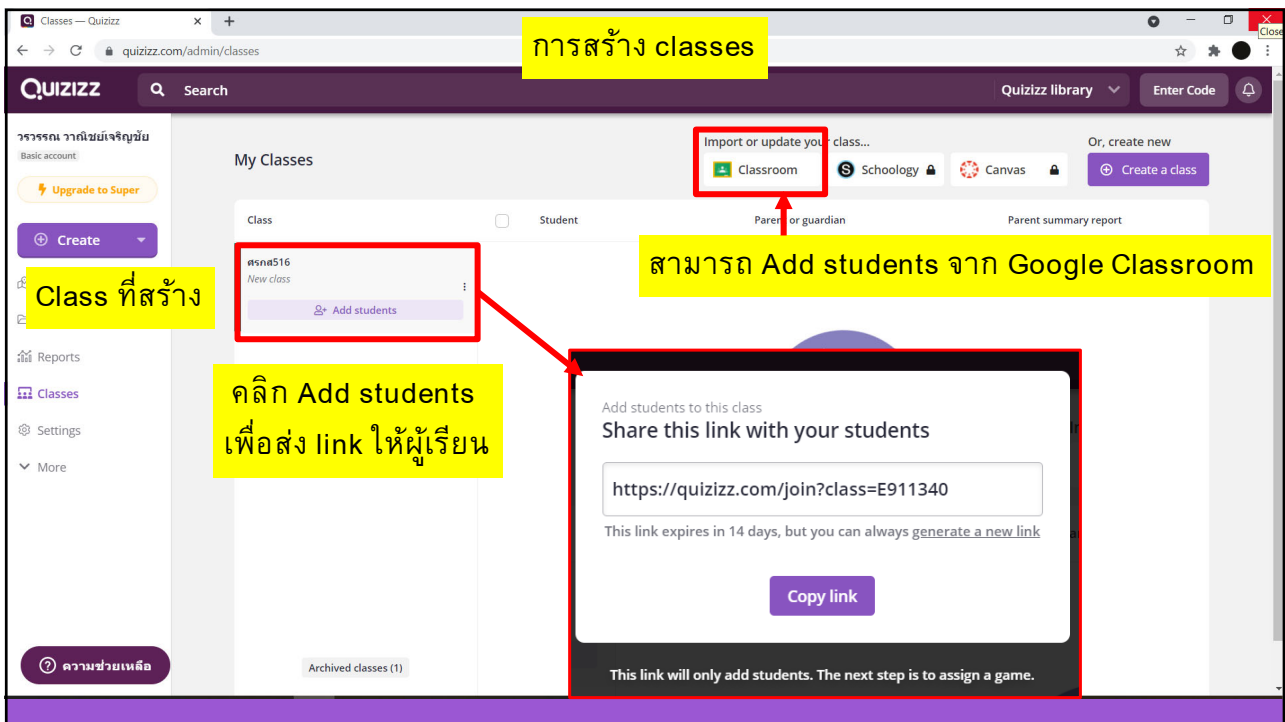 Classes — Quizizz
การสร้าง classes
Close
quizizz.com/admin/classes
QUIZIZZ
Search
Quizizz library
Enter Code
วรวรรณ วาณิชย์เจริญชัย
Basic account
Upgrade to Super
Create
Class ที่สร้าง
Reports
Classes
Settings
More
ความช่วยเหลือ
My Classes
Import or update your class...
Classroom
Schoology
Canvas
Or, create new
Create a class
Class
Student
Parent or guardian
Parent summary report
สามารถ Add students จาก Google Classroom
ศรกส516
New class
Add students
คลิก Add students
เพื่อส่ง link ให้ผู้เรียน
Add students to this class
Share this link with your students
https://quizizz.com/join?class=E911340
This link expires in 14 days, but you can always generate a new link
Copy link
This link will only add students. The next step is to assign a game.
Archived classes (1)